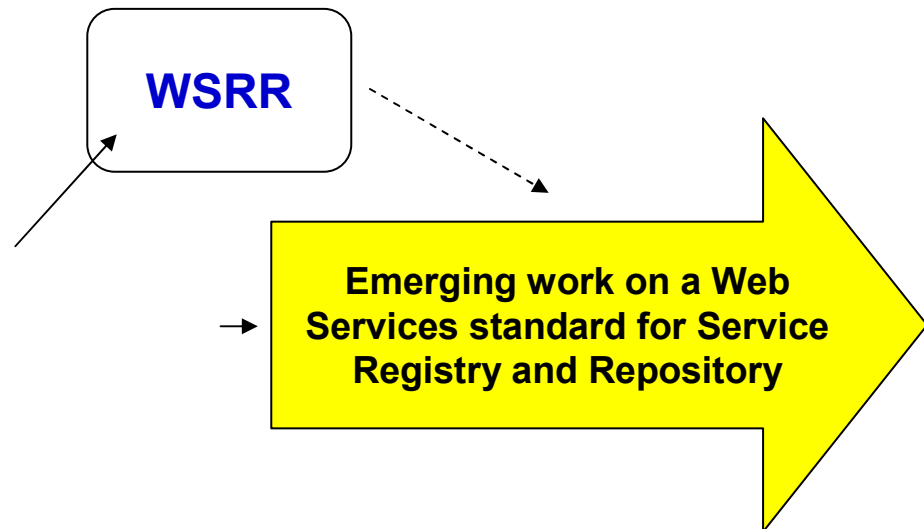 WSRR
Emerging work on a Web
Services standard for Service
Registry and Repository